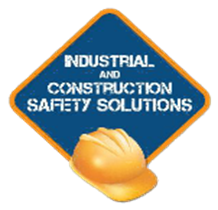 INDUSTRIAL
AND
CONSTRUCTION
SAFETY SOLUTIONS